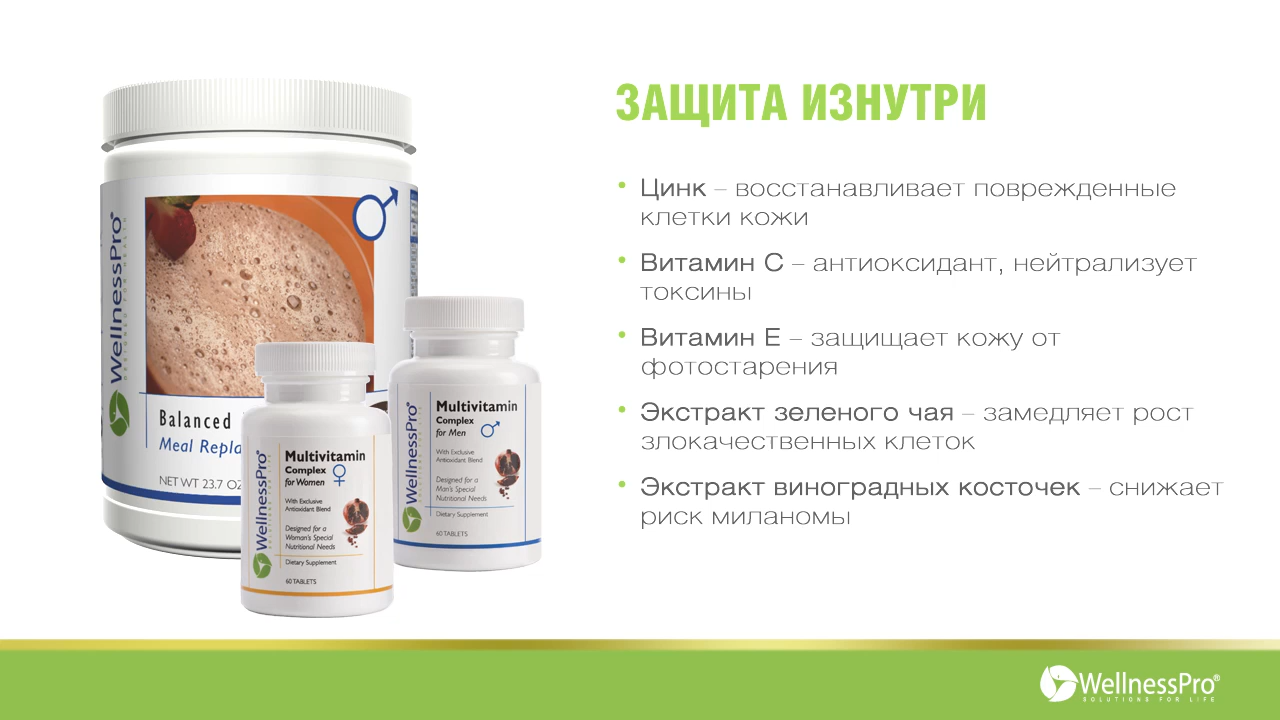 ЗАЩИТА ИЗНУТРИ
• Цинк – восстанавливает поврежденные
клетки кожи
• Витамин С – антиоксидант, нейтрализует
токсины
• Витамин Е – защищает кожу от
фотостарения
• Экстракт зеленого чая – замедляет рост
злокачественных клеток
• Экстракт виноградных косточек – снижает
риск миланомы
WellnessPro®
DESIGNED FOR HEALTH
Balanced
Meal Repla
NET WT 23.7 OZ
WellnessPro®
Multivitamin
Complex
for Women
With Exclusive
Antioxidant Blend
Designed for a
Woman's Special
Nutritional Needs
Dietary Supplement
60 TABLETS
WellnessPro®
Multivitamin
Complex
for Men
With Exclusive
Antioxidant Blend
Designed for a
Man's Special
Nutritional Needs
Dietary Supplement
60 TABLETS
WellnessPro®
SOLUTIONS FOR LIFE